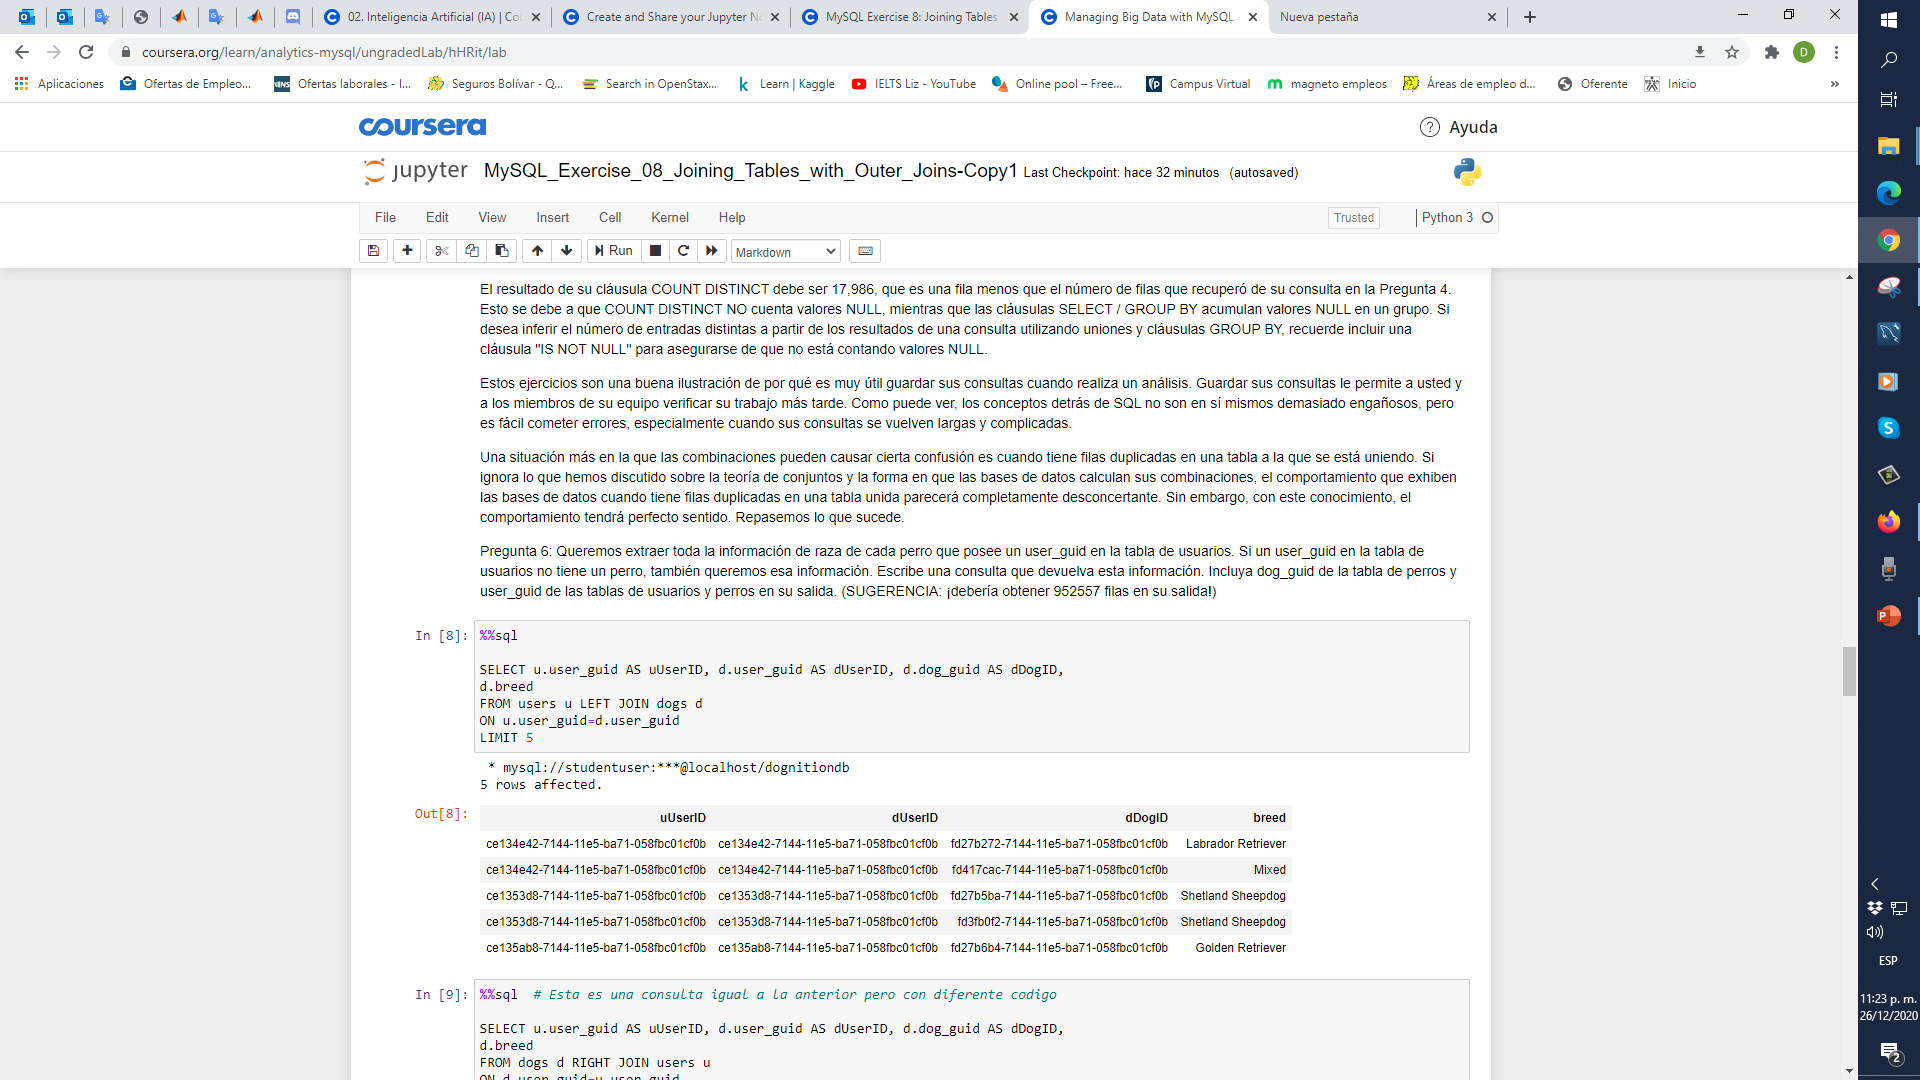 02. Inteligencia Artificial (IA) | Co
Create and Share your Jupyter No
MySQL Exercise 8: Joining Tables
Managing Big Data with MySQL -
Nueva pestaña
coursera.org/learn/analytics-mysql/ungradedLab/hHRit/lab
D
Aplicaciones
Ofertas de Empleo...
Ofertas laborales - I...
Seguros Bolívar - Q...
Search in OpenStax...
Learn | Kaggle
IELTS Liz - YouTube
Online pool – Free...
Campus Virtual
magneto empleos
Áreas de empleo d...
Oferente
Inicio
»
coursera
Ayuda
jupyter MySQL_Exercise_08_Joining_Tables_with_Outer_Joins-Copy1 Last Checkpoint: hace 32 minutos (autosaved)
File Edit View Insert Cell Kernel Help Trusted Python 3
Run Markdown
El resultado de su cláusula COUNT DISTINCT debe ser 17,986, que es una fila menos que el número de filas que recuperó de su consulta en la Pregunta 4.
Esto se debe a que COUNT DISTINCT NO cuenta valores NULL, mientras que las cláusulas SELECT / GROUP BY acumulan valores NULL en un grupo. Si
desea inferir el número de entradas distintas a partir de los resultados de una consulta utilizando uniones y cláusulas GROUP BY, recuerde incluir una
cláusula "IS NOT NULL" para asegurarse de que no está contando valores NULL.
Estos ejercicios son una buena ilustración de por qué es muy útil guardar sus consultas cuando realiza un análisis. Guardar sus consultas le permite a usted y
a los miembros de su equipo verificar su trabajo más tarde. Como puede ver, los conceptos detrás de SQL no son en sí mismos demasiado engañosos, pero
es fácil cometer errores, especialmente cuando sus consultas se vuelven largas y complicadas.
Una situación más en la que las combinaciones pueden causar cierta confusión es cuando tiene filas duplicadas en una tabla a la que se está uniendo. Si
ignora lo que hemos discutido sobre la teoría de conjuntos y la forma en que las bases de datos calculan sus combinaciones, el comportamiento que exhiben
las bases de datos cuando tiene filas duplicadas en una tabla unida parecerá completamente desconcertante. Sin embargo, con este conocimiento, el
comportamiento tendrá perfecto sentido. Repasemos lo que sucede.
Pregunta 6: Queremos extraer toda la información de raza de cada perro que posee un user_guid en la tabla de usuarios. Si un user_guid en la tabla de
usuarios no tiene un perro, también queremos esa información. Escribe una consulta que devuelva esta información. Incluya dog_guid de la tabla de perros y
user_guid de las tablas de usuarios y perros en su salida. (SUGERENCIA: ¡debería obtener 952557 filas en su salida!)
In [8]: %%sql
SELECT u.user_guid AS uUserID, d.user_guid AS dUserID, d.dog_guid AS dDogID,
d.breed
FROM users u LEFT JOIN dogs d
ON u.user_guid=d.user_guid
LIMIT 5
* mysql://studentuser:***@localhost/dognitiondb
5 rows affected.
Out[8]: uUserID dUserID dDogID breed
ce134e42-7144-11e5-ba71-058fbc01cf0b ce134e42-7144-11e5-ba71-058fbc01cf0b fd27b272-7144-11e5-ba71-058fbc01cf0b Labrador Retriever
ce134e42-7144-11e5-ba71-058fbc01cf0b ce134e42-7144-11e5-ba71-058fbc01cf0b fd417cac-7144-11e5-ba71-058fbc01cf0b Mixed
ce1353d8-7144-11e5-ba71-058fbc01cf0b ce1353d8-7144-11e5-ba71-058fbc01cf0b fd27b5ba-7144-11e5-ba71-058fbc01cf0b Shetland Sheepdog
ce1353d8-7144-11e5-ba71-058fbc01cf0b ce1353d8-7144-11e5-ba71-058fbc01cf0b fd3fb0f2-7144-11e5-ba71-058fbc01cf0b Shetland Sheepdog
ce135ab8-7144-11e5-ba71-058fbc01cf0b ce135ab8-7144-11e5-ba71-058fbc01cf0b fd27b6b4-7144-11e5-ba71-058fbc01cf0b Golden Retriever
In [9]: %%sql # Esta es una consulta igual a la anterior pero con diferente codigo
SELECT u.user_guid AS uUserID, d.user_guid AS dUserID, d.dog_guid AS dDogID,
d.breed
FROM dogs d RIGHT JOIN users u
ON d.user_guid=u.user_guid
ESP
11:23 p. m.
26/12/2020
2